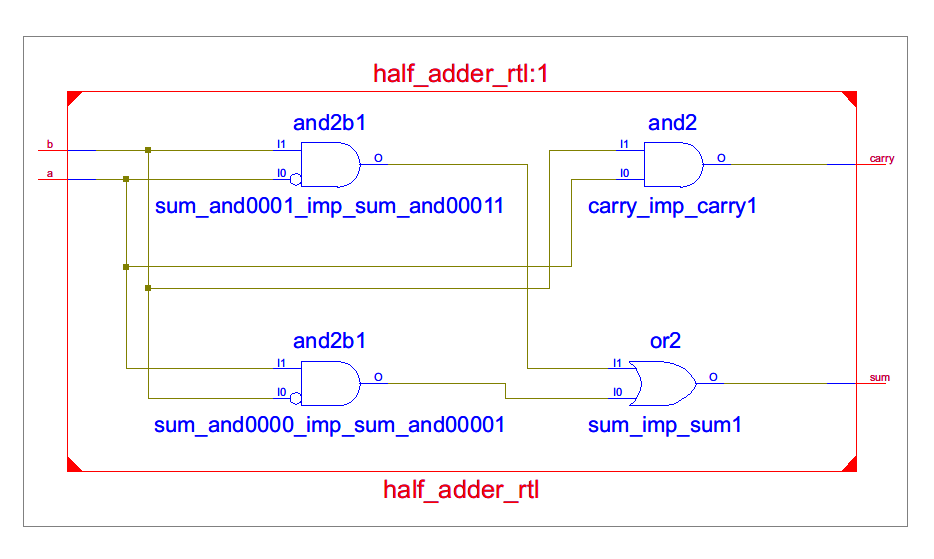 half_adder_rtl:1
and2b1
and2
b
I1
O
I1
O
carry
a
I0
I0
sum_and0001_imp_sum_and00011
carry_imp_carry1
and2b1
or2
I1
O
I1
O
sum
I0
I0
sum_and0000_imp_sum_and00001
sum_imp_sum1
half_adder_rtl